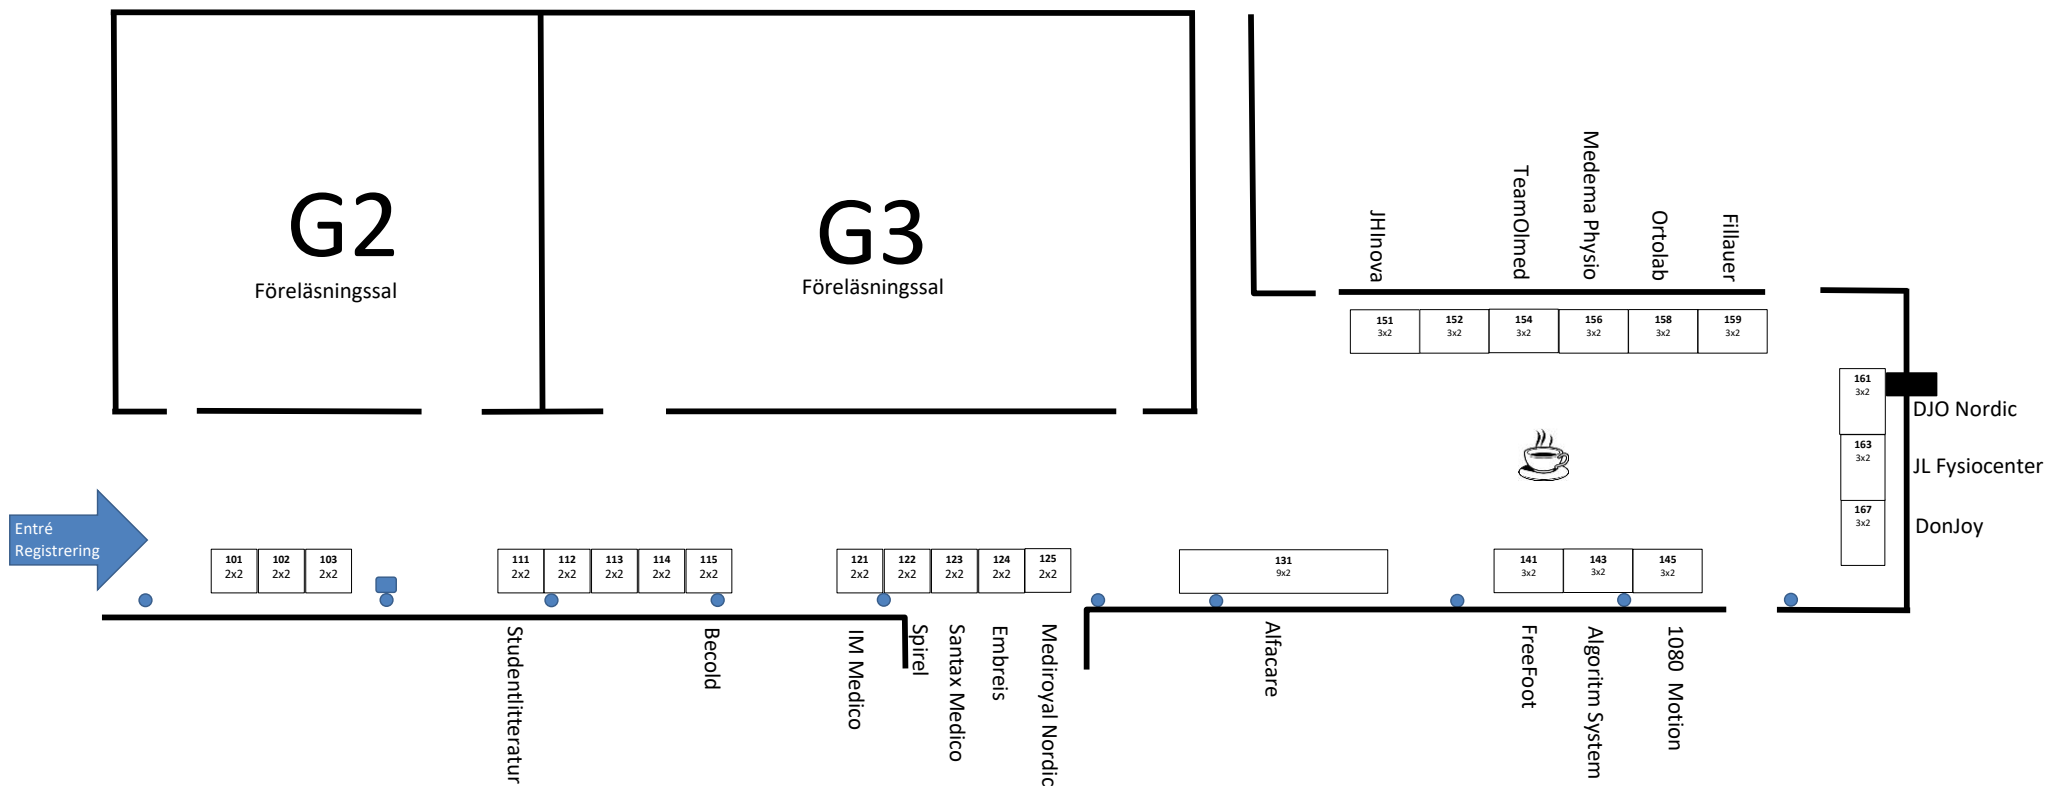 G2
Föreläsningssal
G3
Föreläsningssal
JHInova
TeamOlmed
Medema Physio
Ortolab
Fillauer
151
3x2
152
3x2
154
3x2
156
3x2
158
3x2
159
3x2
161
3x2
DJO Nordic
163
3x2
JL Fysiocenter
167
3x2
DonJoy
Entré
Registrering
101
2x2
102
2x2
103
2x2
111
2x2
112
2x2
113
2x2
114
2x2
115
2x2
121
2x2
122
2x2
123
2x2
124
2x2
125
2x2
131
9x2
141
3x2
143
3x2
145
3x2
Studentlitteratur
Becold
IM Medico
Spirel
Santax Medico
Embreis
Mediroyal Nordic
Alfacare
FreeFoot
Algoritm System
1080 Motion